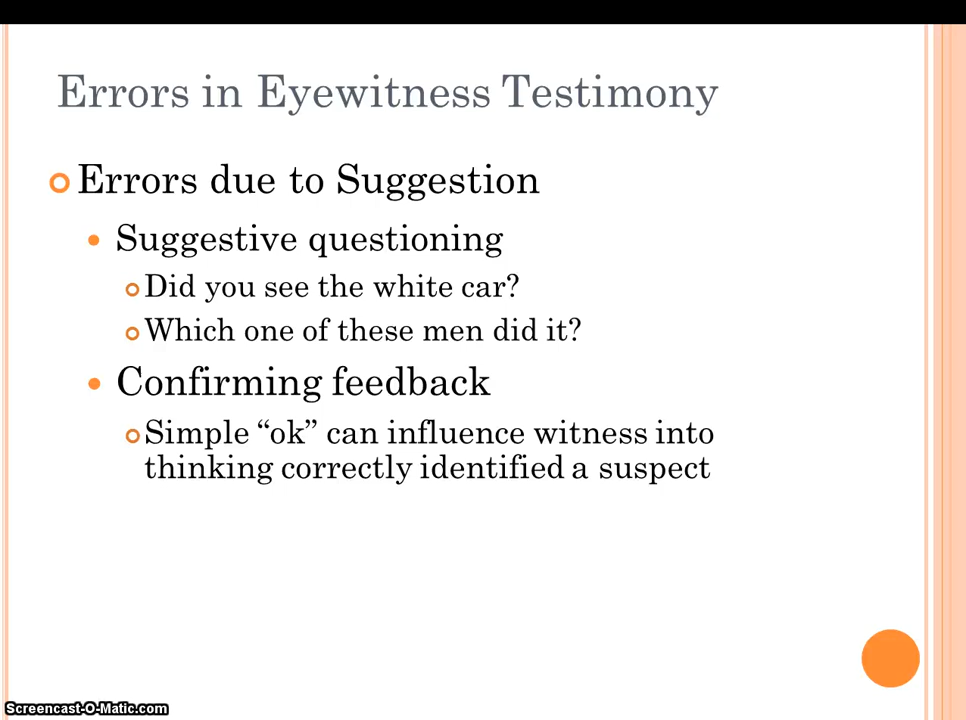 Errors in Eyewitness Testimony
Errors due to Suggestion
Suggestive questioning
Did you see the white car?
Which one of these men did it?
Confirming feedback
Simple “ok” can influence witness into
thinking correctly identified a suspect
Screencast-O-Matic.com